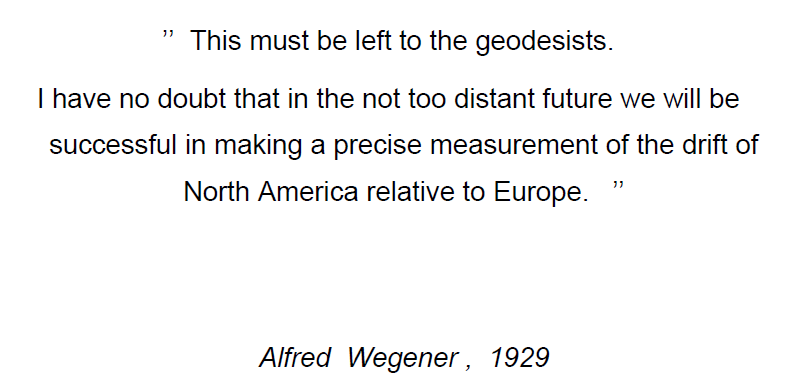 ” This must be left to the geodesists.
I have no doubt that in the not too distant future we will be
successful in making a precise measurement of the drift of
North America relative to Europe. ”
Alfred Wegener , 1929